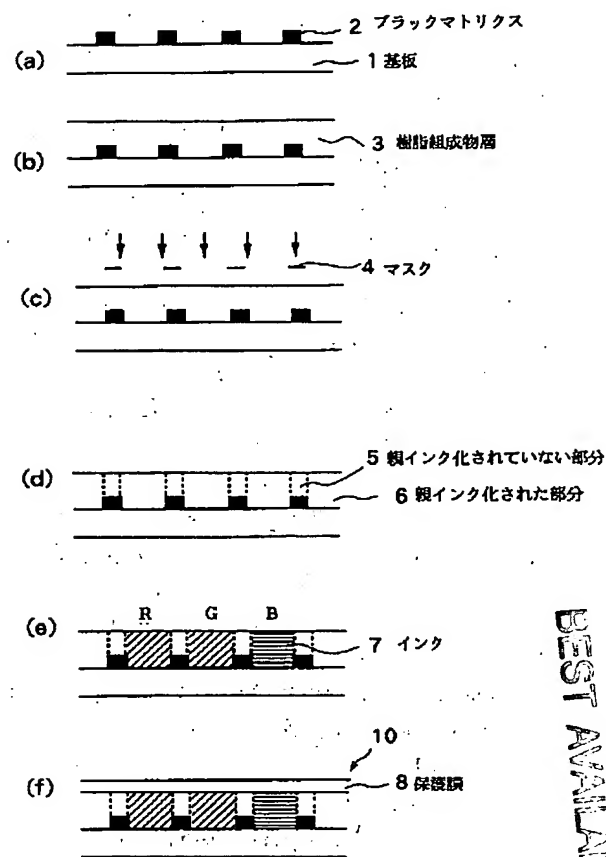 2 ブラックマトリクス
1 基板
(a)
3 樹脂組成物層
(b)
4 マスク
(c)
5 親インク化されていない部分
6 親インク化された部分
(d)
R G B
(e)
7 インク
10
(f)
8 保護膜
BEST AVAILA